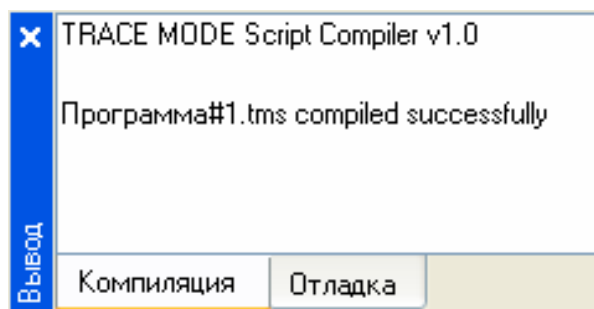 TRACE MODE Script Compiler v1.0
Программа#1.tms compiled successfully
Вывод
Компиляция
Отладка